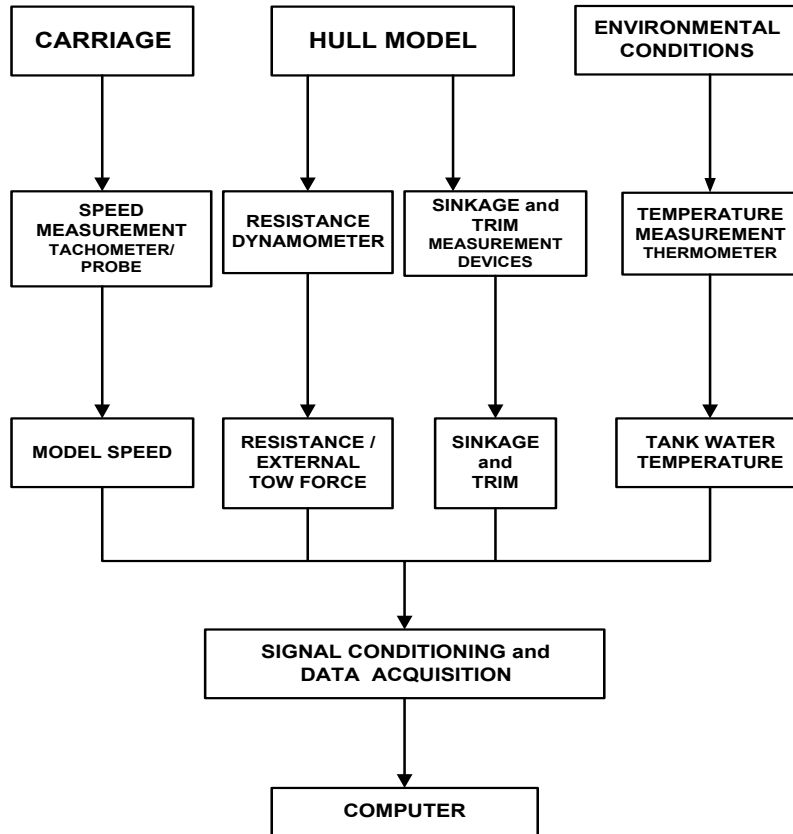 CARRIAGE
HULL MODEL
ENVIRONMENTAL
CONDITIONS
SPEED
MEASUREMENT
TACHOMETER/
PROBE
RESISTANCE
DYNAMOMETER
SINKAGE and
TRIM
MEASUREMENT
DEVICES
TEMPERATURE
MEASUREMENT
THERMOMETER
MODEL SPEED
RESISTANCE /
EXTERNAL
TOW FORCE
SINKAGE
and
TRIM
TANK WATER
TEMPERATURE
SIGNAL CONDITIONING and
DATA ACQUISITION
COMPUTER